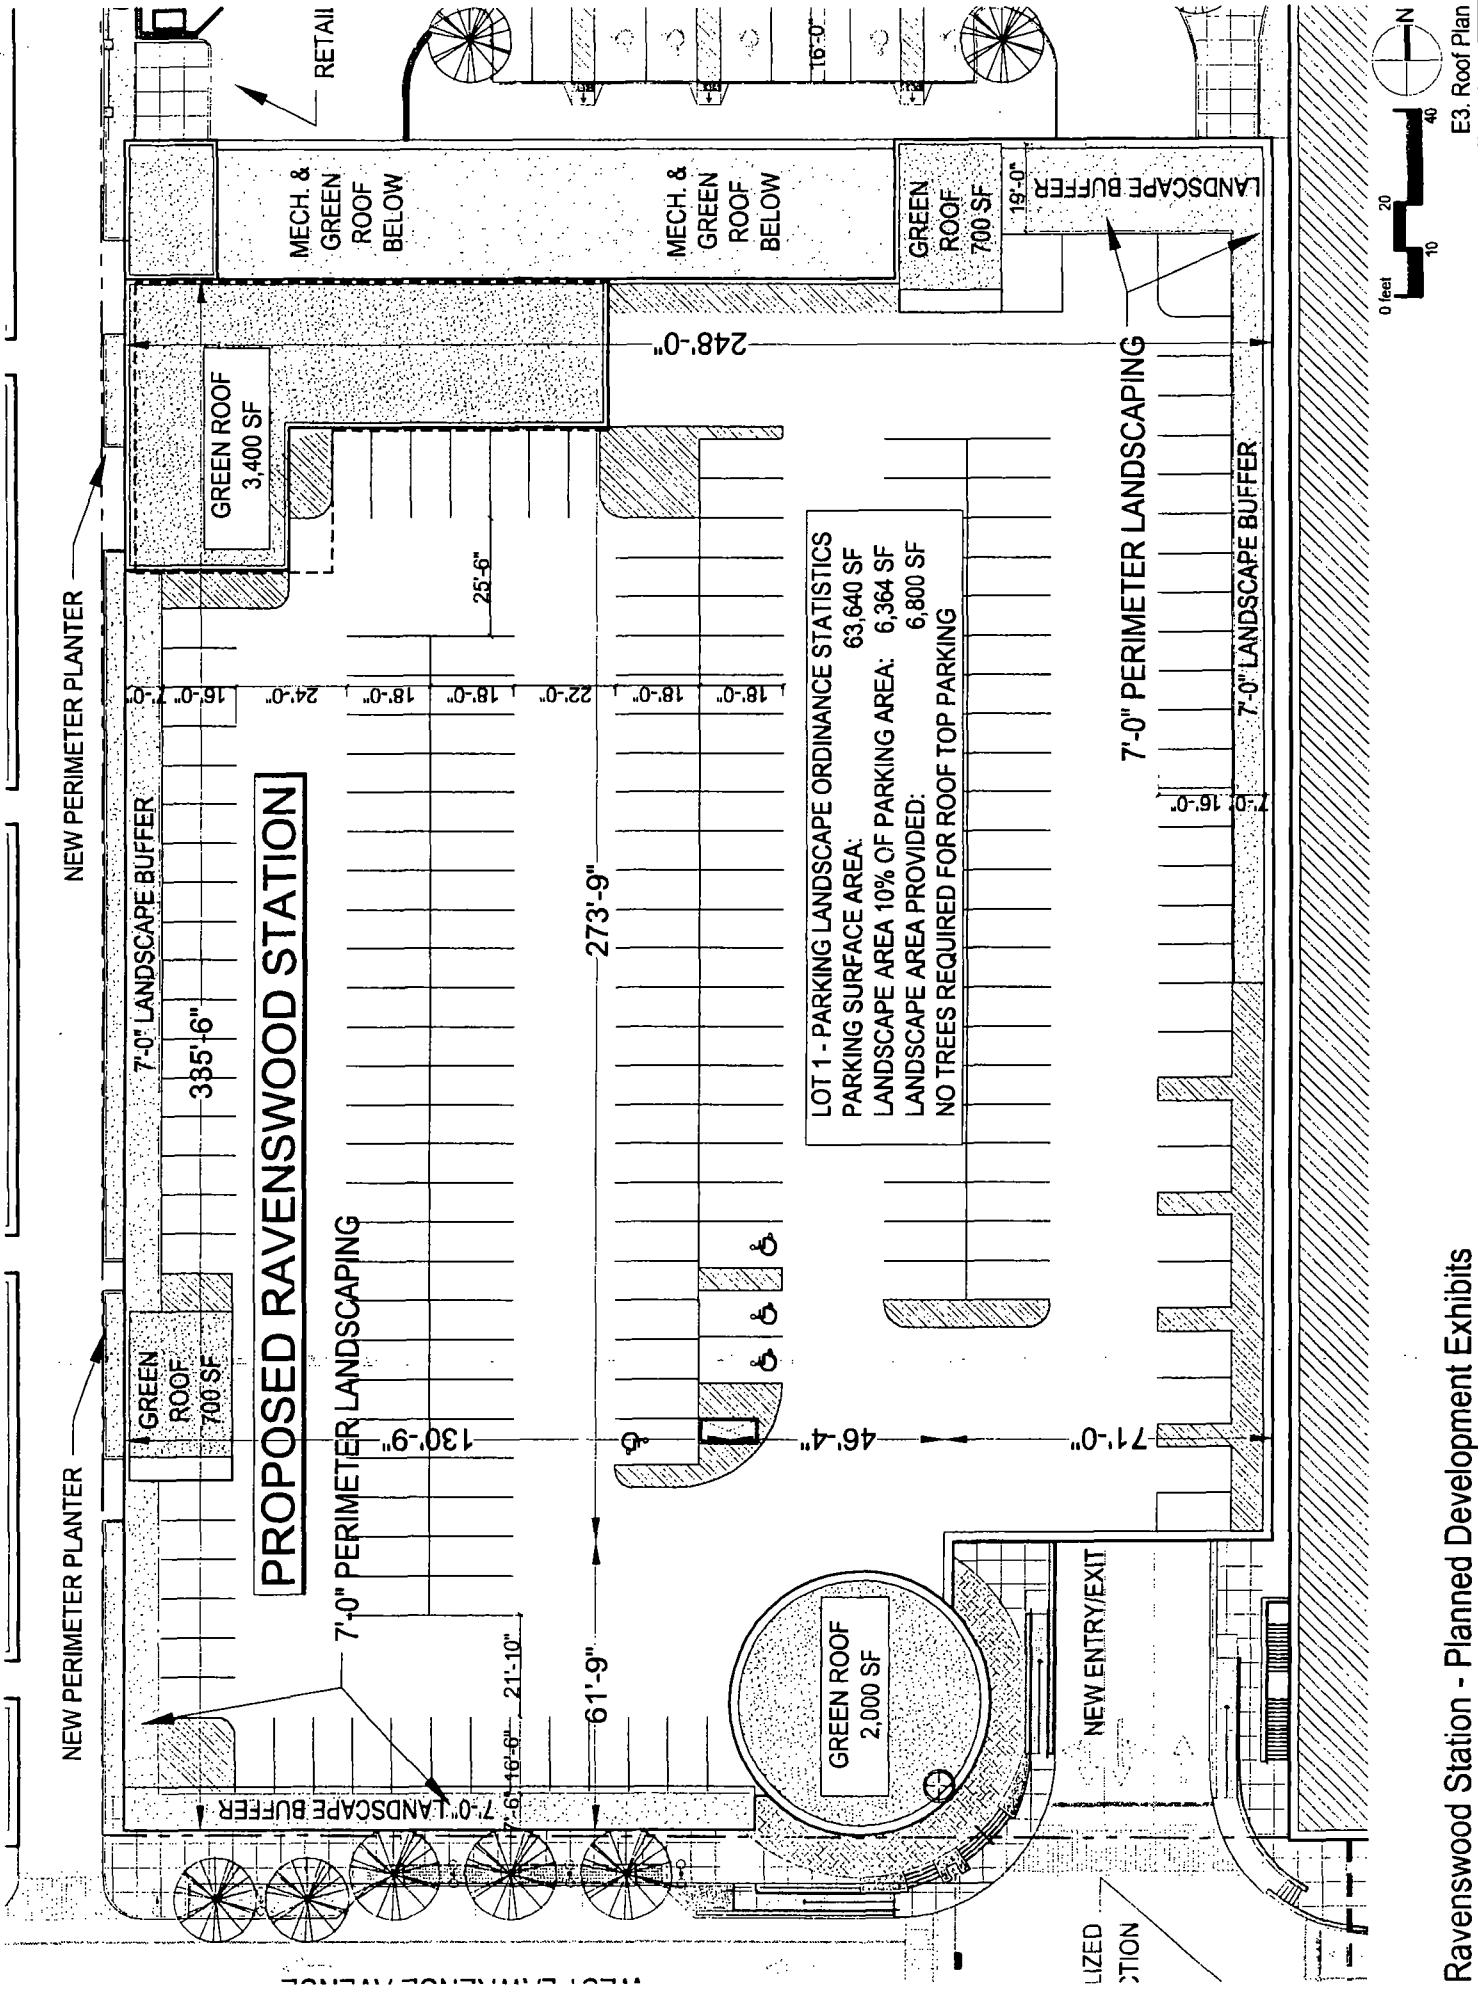 NEW PERIMETER PLANTER
NEW PERIMETER PLANTER
RETAIL
MECH. &
GREEN
ROOF
BELOW
MECH. &
GREEN
ROOF
BELOW
GREEN
ROOF
700 SF
19'-0"
LANDSCAPE BUFFER
16'-0"
GREEN ROOF
3,400 SF
248'-0"
25'-6"
7'-0"
16'-0"
24'-0"
18'-0"
18'-0"
22'-0"
18'-0"
18'-0"
7'-0" LANDSCAPE BUFFER
335'-6"
PROPOSED RAVENSWOOD STATION
273'-9"
LOT 1 - PARKING LANDSCAPE ORDINANCE STATISTICS
PARKING SURFACE AREA: 63,640 SF
LANDSCAPE AREA 10% OF PARKING AREA: 6,364 SF
LANDSCAPE AREA PROVIDED: 6,800 SF
NO TREES REQUIRED FOR ROOF TOP PARKING
7'-0" PERIMETER LANDSCAPING
7'-0" LANDSCAPE BUFFER
16'-0"
7'-0"
GREEN
ROOF
700 SF
7'-0" PERIMETER LANDSCAPING
130'-9"
46'-4"
71'-0"
61'-9"
21'-10"
16'-6"
7'-0" LANDSCAPE BUFFER
GREEN ROOF
2,000 SF
NEW ENTRY/EXIT
IZED
CTION
0 feet
10
20
40
N
E3. Roof Plan
Ravenswood Station - Planned Development Exhibits